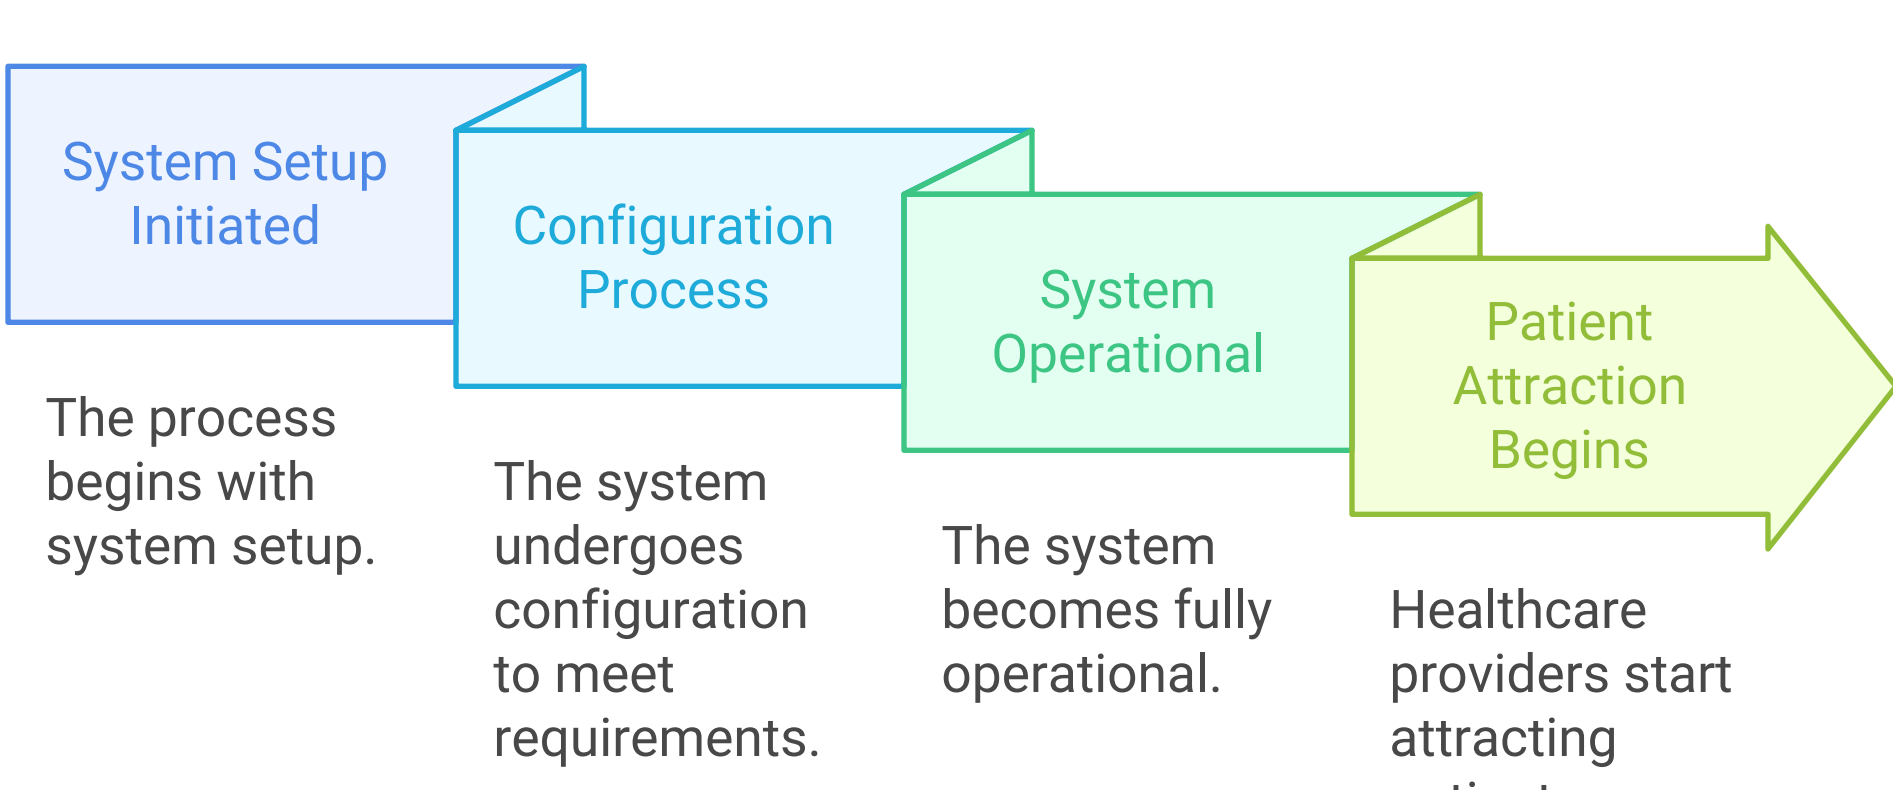 System Setup
Initiated
Configuration
Process
System
Operational
Patient
Attraction
Begins
The process
begins with
system setup.
The system
undergoes
configuration
to meet
requirements.
The system
becomes fully
operational.
Healthcare
providers start
attracting